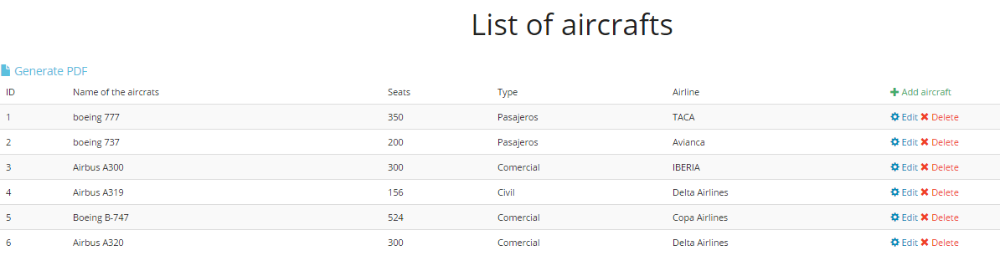 List of aircrafts
Generate PDF
ID Name of the aircrats Seats Type Airline Add aircraft
1 boeing 777 350 Pasajeros TACA Edit Delete
2 boeing 737 200 Pasajeros Avianca Edit Delete
3 Airbus A300 300 Comercial IBERIA Edit Delete
4 Airbus A319 156 Civil Delta Airlines Edit Delete
5 Boeing B-747 524 Comercial Copa Airlines Edit Delete
6 Airbus A320 300 Comercial Delta Airlines Edit Delete